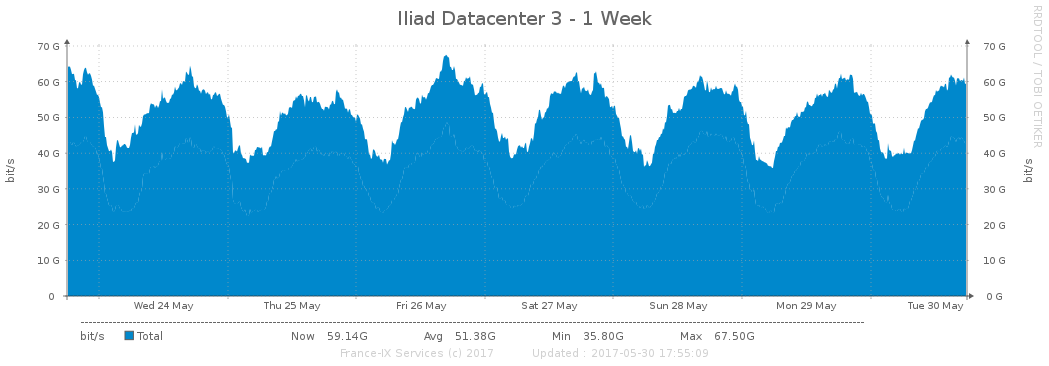 Iliad Datacenter 3 - 1 Week
RRDTOOL / TOBI OETIKER
bit/s
70 G
60 G
50 G
40 G
30 G
20 G
10 G
0
70 G
60 G
50 G
40 G
30 G
20 G
10 G
0 G
bit/s
Wed 24 May Thu 25 May Fri 26 May Sat 27 May Sun 28 May Mon 29 May Tue 30 May
bit/s Total Now 59.14G Avg 51.38G Min 35.80G Max 67.50G
France-IX Services (c) 2017 Updated : 2017-05-30 17:55:09